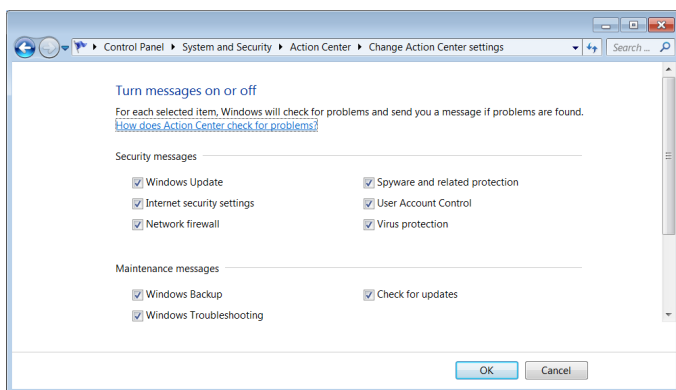 Control Panel System and Security Action Center Change Action Center settings Search ...
Turn messages on or off
For each selected item, Windows will check for problems and send you a message if problems are found.
How does Action Center check for problems?
Security messages
Windows Update Spyware and related protection
Internet security settings User Account Control
Network firewall Virus protection
Maintenance messages
Windows Backup Check for updates
Windows Troubleshooting
OK Cancel